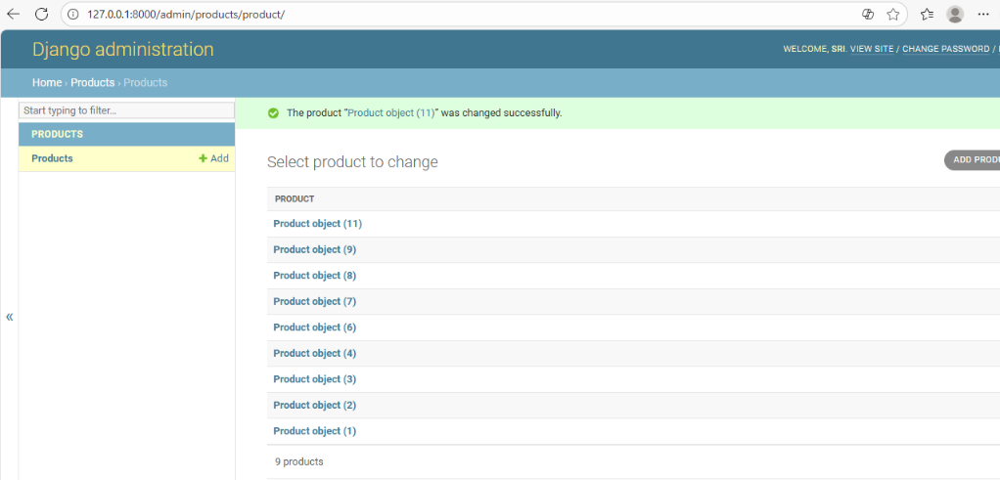 127.0.0.1:8000/admin/products/product/
Django administration
WELCOME, SRI. VIEW SITE / CHANGE PASSWORD /
Home › Products › Products
Start typing to filter...
PRODUCTS
Products + Add
The product “Product object (11)” was changed successfully.
Select product to change
ADD PRODU
PRODUCT
Product object (11)
Product object (9)
Product object (8)
Product object (7)
Product object (6)
Product object (4)
Product object (3)
Product object (2)
Product object (1)
9 products
«